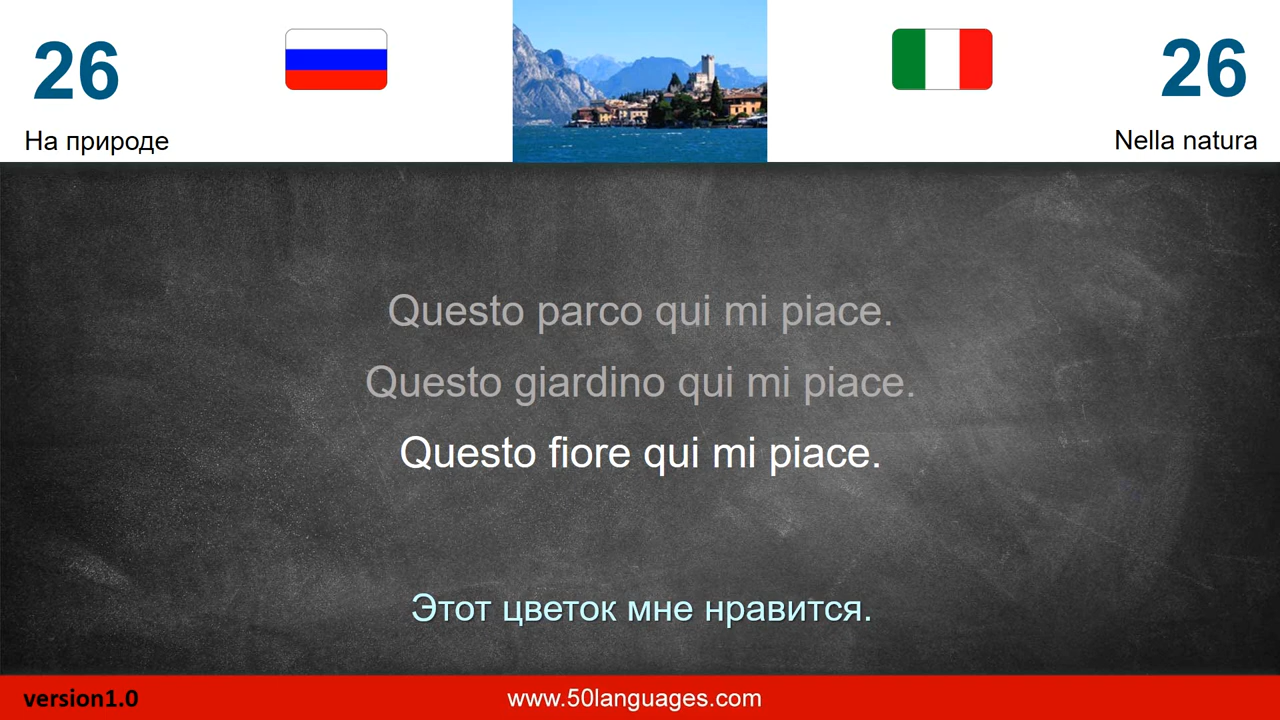 26
26
На природе
Nella natura
Questo parco qui mi piace.
Questo giardino qui mi piace.
Questo fiore qui mi piace.
Этот цветок мне нравится.
version1.0
www.50languages.com